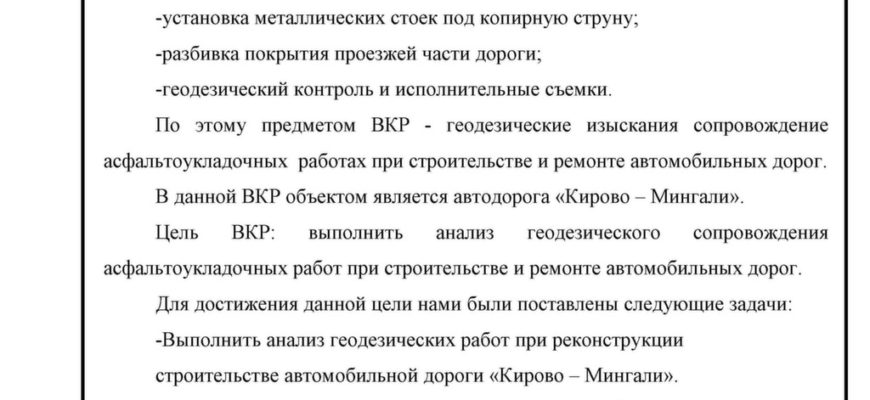 -установка металлических стоек под копирную струну;
-разбивка покрытия проезжей части дороги;
-геодезический контроль и исполнительные съемки.
По этому предметом ВКР - геодезические изыскания сопровождение
асфальтоукладочных работах при строительстве и ремонте автомобильных дорог.
В данной ВКР объектом является автодорога «Кирово – Мингали».
Цель ВКР: выполнить анализ геодезического сопровождения
асфальтоукладочных работ при строительстве и ремонте автомобильных дорог.
Для достижения данной цели нами были поставлены следующие задачи:
-Выполнить анализ геодезических работ при реконструкции
строительстве автомобильной дороги «Кирово – Мингали».